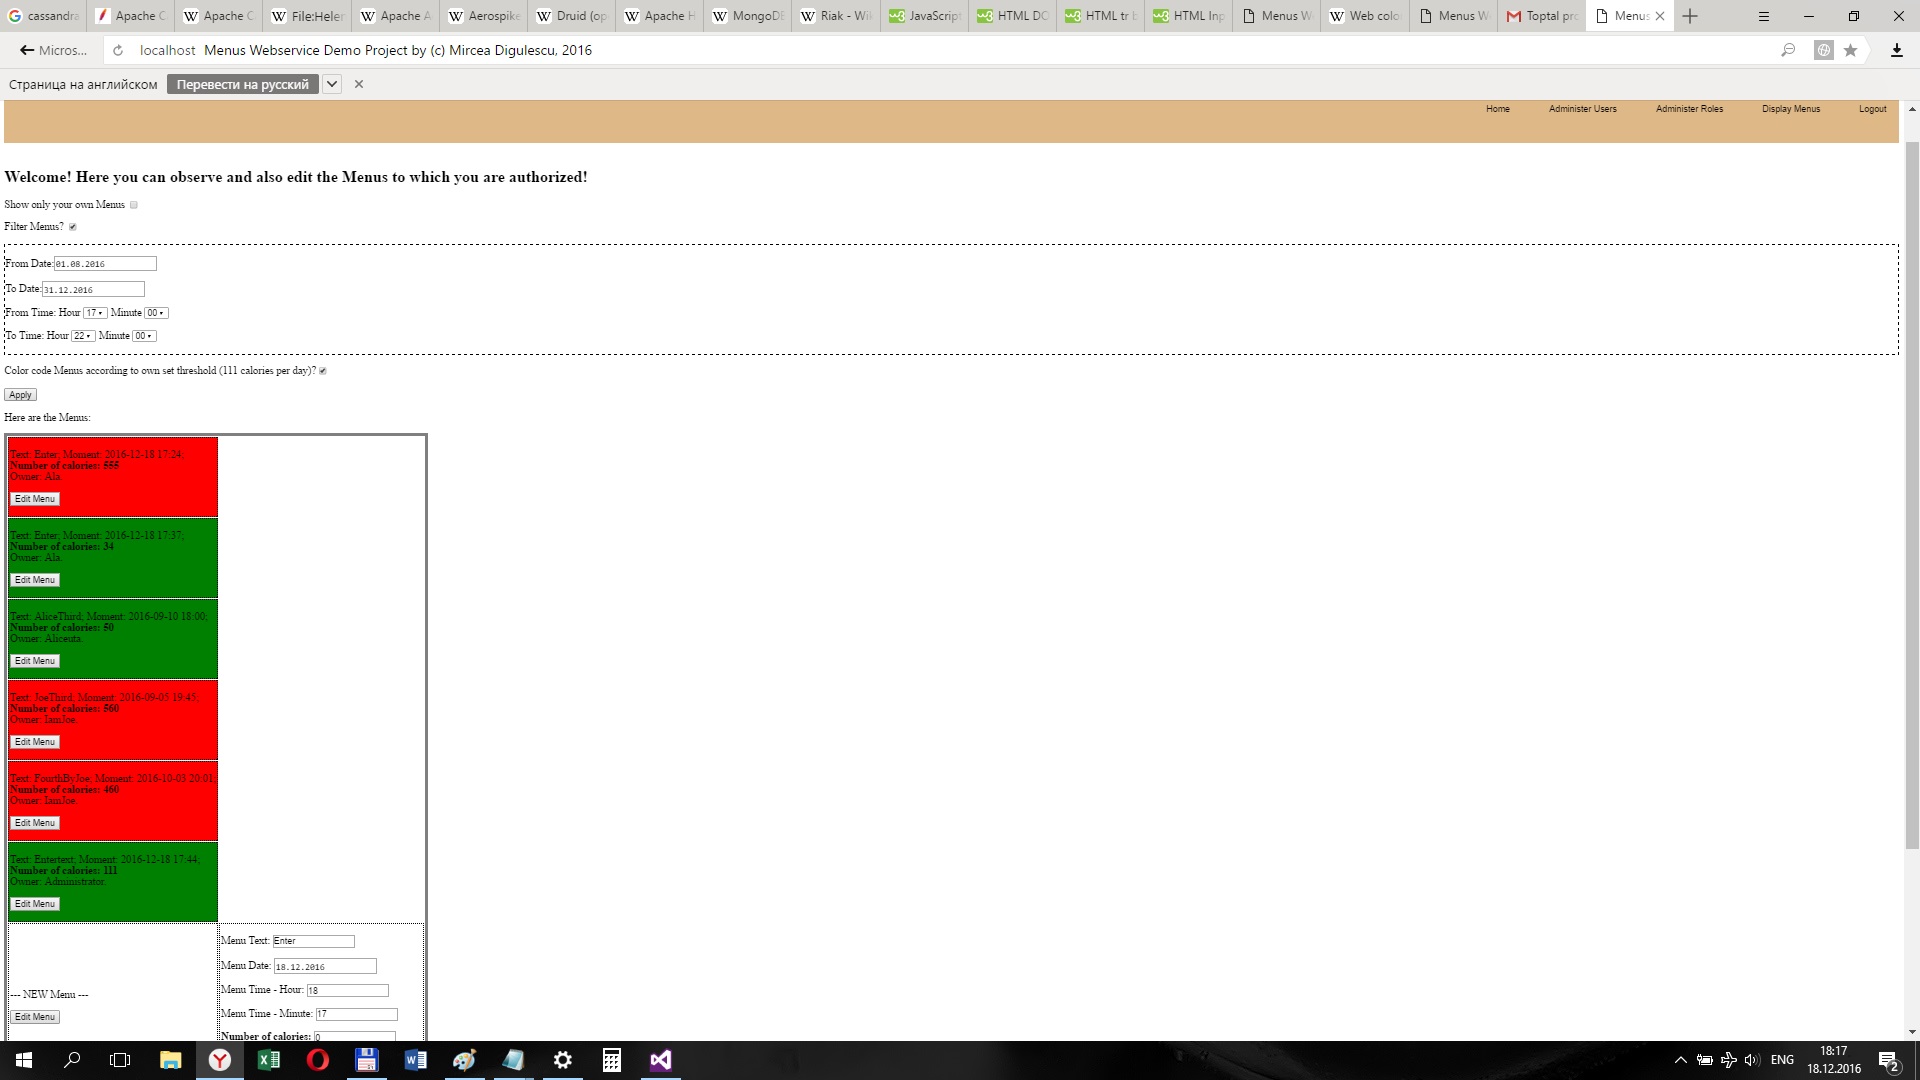 cassandra
Apache C
Apache C
File:Heler
Apache A
Aerospike
Druid (op
Apache H
MongoDB
Riak - Wi
JavaScript
HTML DO
HTML tr b
HTML Inp
Menus W
Web colo
Menus W
Toptal pro
Menus
Micros...
localhost Menus Webservice Demo Project by (c) Mircea Digulescu, 2016
Страница на английском Перевести на русский
Home Administer Users Administer Roles Display Menus Logout
Welcome! Here you can observe and also edit the Menus to which you are authorized!
Show only your own Menus
Filter Menus?
From Date: 01.08.2016
To Date: 31.12.2016
From Time: Hour 17 Minute 00
To Time: Hour 22 Minute 00
Color code Menus according to own set threshold (111 calories per day)?
Apply
Here are the Menus:
Text: Enter; Moment: 2016-12-18 17:24;
Number of calories: 555
Owner: Ala.
Edit Menu
Text: Enter; Moment: 2016-12-18 17:37;
Number of calories: 34
Owner: Ala.
Edit Menu
Text: AliceThird; Moment: 2016-09-10 18:00;
Number of calories: 50
Owner: Aliceuta.
Edit Menu
Text: JoeThird; Moment: 2016-09-05 19:45;
Number of calories: 560
Owner: IamJoe.
Edit Menu
Text: FourthByJoe; Moment: 2016-10-03 20:01;
Number of calories: 460
Owner: IamJoe.
Edit Menu
Text: Entertext; Moment: 2016-12-18 17:44;
Number of calories: 111
Owner: Administrator.
Edit Menu
--- NEW Menu ---
Edit Menu
Menu Text: Enter
Menu Date: 18.12.2016
Menu Time - Hour: 18
Menu Time - Minute: 17
Number of calories: 0
ENG
18:17
18.12.2016
2